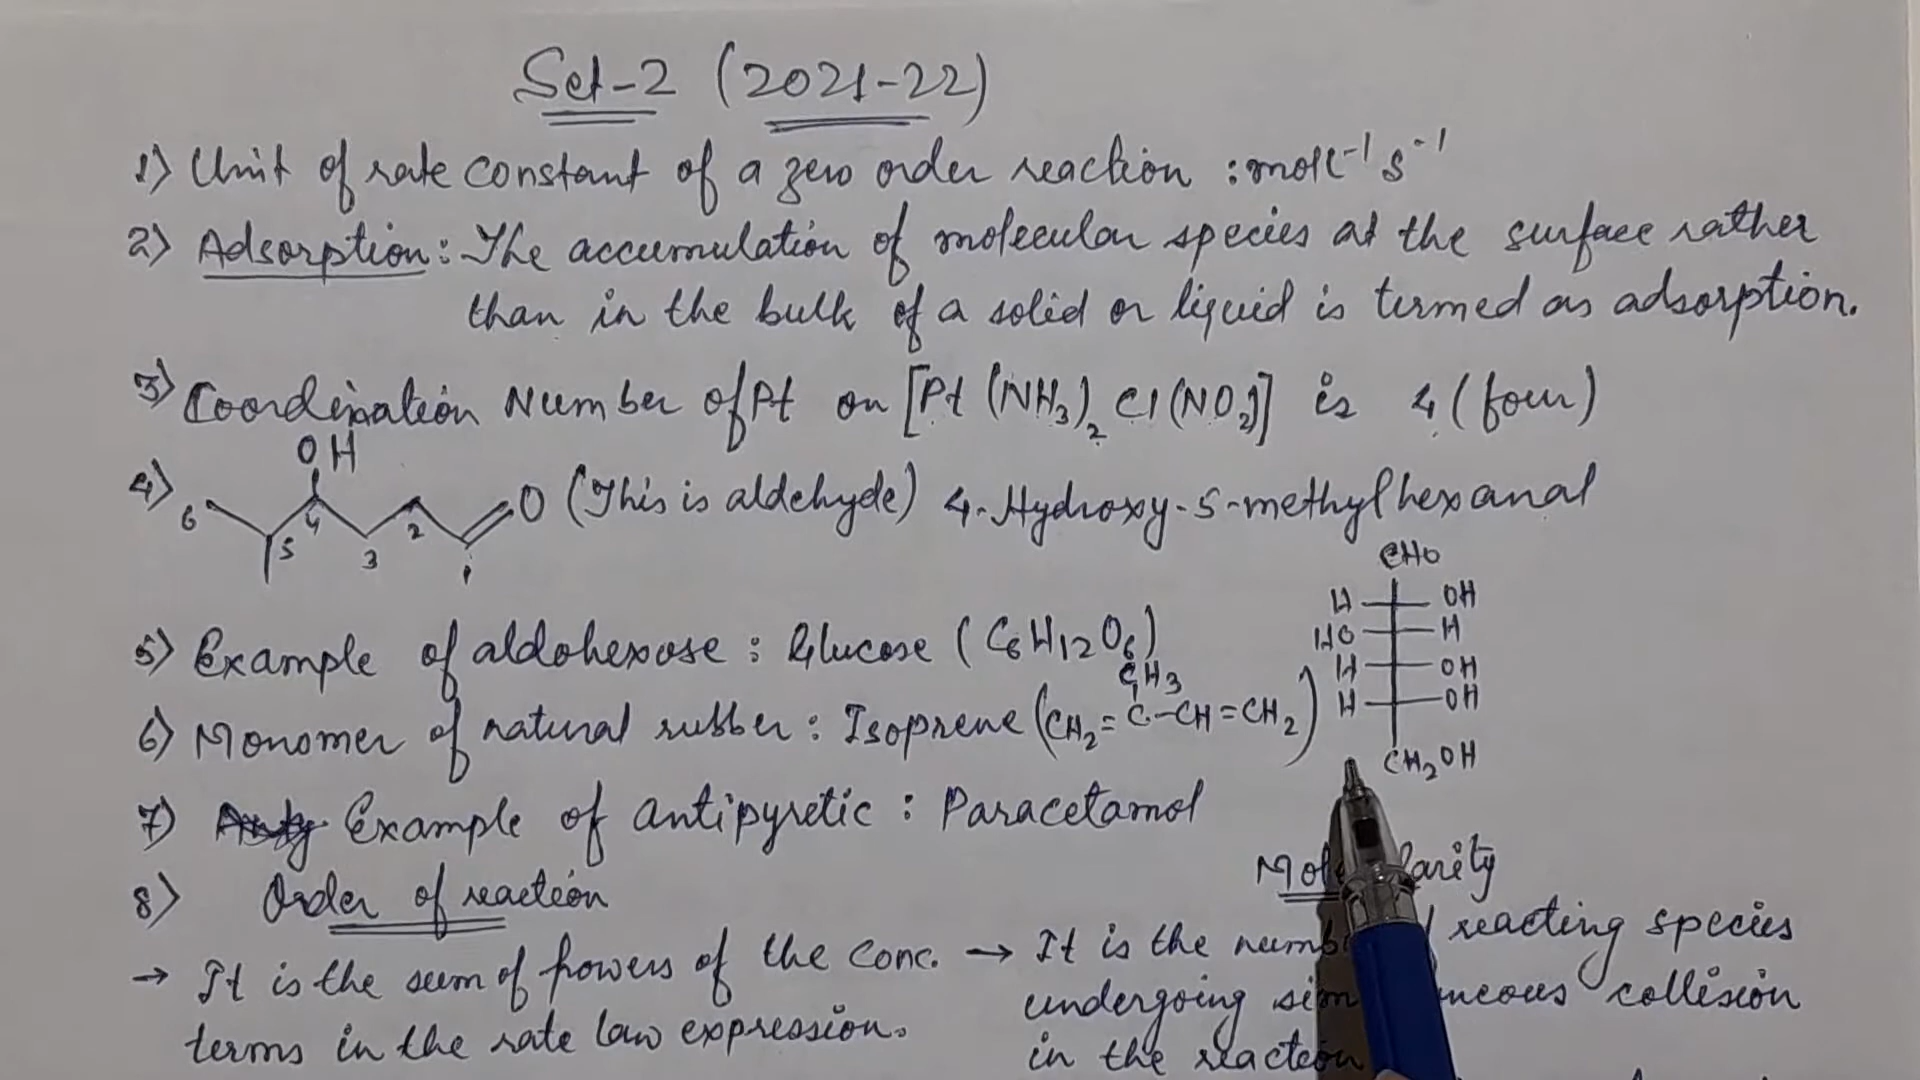 Set-2 (2021-22)
1) Unit of rate constant of a zero order reaction : mol L⁻¹ s⁻¹
2) Adsorption : The accumulation of molecular species at the surface rather
than in the bulk of a solid or liquid is termed as adsorption.
3) Coordination Number of Pt on [Pt (NH₃)₂ Cl (NO₂)] is 4 (four)
OH
4) 6 5 4 3 2 1 O (This is aldehyde) 4-Hydroxy-5-methylhexanal
CHO
H OH
HO H
H OH
H OH
CH₂OH
5) Example of aldohexose : Glucose (C₆H₁₂O₆)
CH₃
6) Monomer of natural rubber : Isoprene (CH₂=C-CH=CH₂)
7) Example of Antipyretic : Paracetamol
8) Order of reaction
→ It is the sum of powers of the conc.
terms in the rate law expression.
→ It is the reacting species
undergoing collision
in the reaction